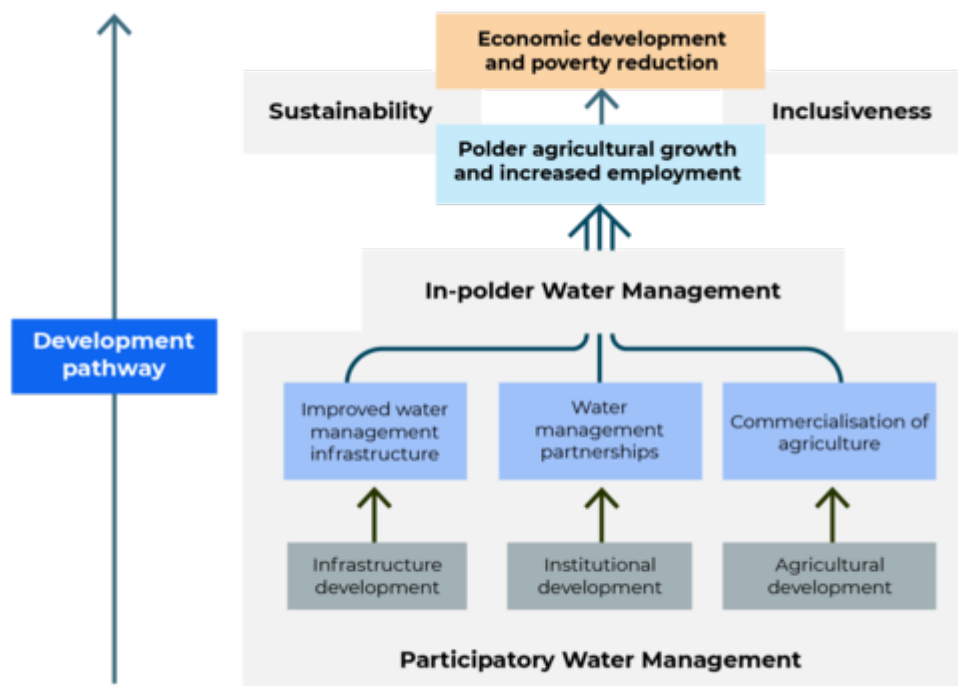 Economic development
and poverty reduction
Sustainability
Inclusiveness
Polder agricultural growth
and increased employment
In-polder Water Management
Development
pathway
Improved water
management
infrastructure
Water
management
partnerships
Commercialisation of
agriculture
Infrastructure
development
Institutional
development
Agricultural
development
Participatory Water Management